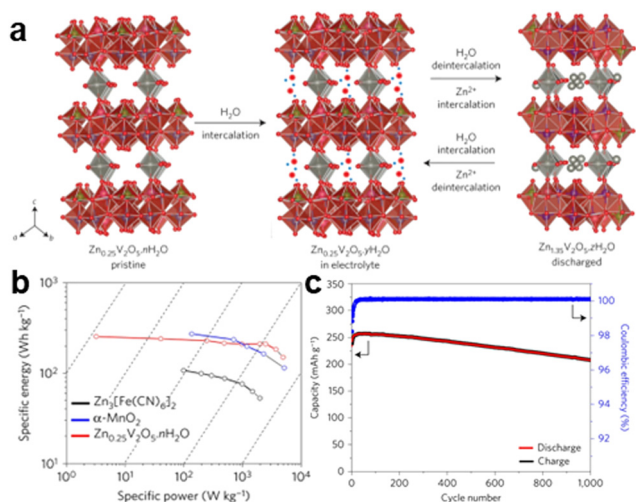 a
H₂O
intercalation
H₂O
deintercalation
Zn²⁺
intercalation
H₂O
intercalation
Zn²⁺
deintercalation
c
a
b
Zn₀.₂₅V₂O₅.nH₂O
pristine
Zn₀.₂₅V₂O₅.yH₂O
in electrolyte
Zn₁.₃₅V₂O₅.zH₂O
discharged
b
Specific energy (Wh kg⁻¹)
10³
10²
10¹
Zn₃[Fe(CN)₆]₂
α-MnO₂
Zn₀.₂₅V₂O₅.nH₂O
10⁰ 10¹ 10² 10³ 10⁴
Specific power (W kg⁻¹)
c
Capacity (mAh g⁻¹)
350
300
250
200
150
100
50
0
100
98
96
94
92
Coulombic efficiency (%)
Discharge
Charge
0 200 400 600 800 1,000
Cycle number